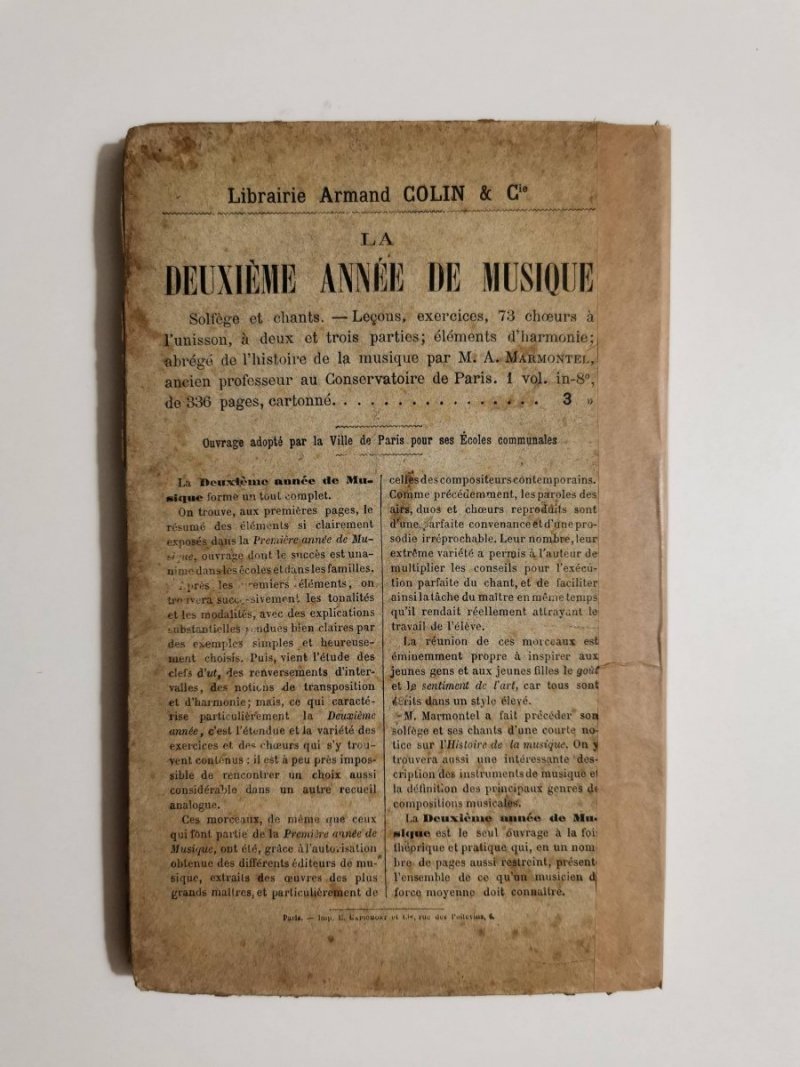 Librairie Armand COLIN & Cie
LA
DEUXIÈME ANNÉE DE MUSIQUE
Solfège et chants. — Leçons, exercices, 73 chœurs à
l'unisson, à deux et trois parties; éléments d'harmonie;
abrégé de l'histoire de la musique par M. A. MARMONTEL,
ancien professeur au Conservatoire de Paris. 1 vol. in-8º,
de 336 pages, cartonné. . . . . . . . . . . . . . . . 3 »
Ouvrage adopté par la Ville de Paris pour ses Écoles communales
La Deuxième année de Mu-
sique forme un tout complet.
On trouve, aux premières pages, le
résumé des éléments si clairement
exposés dans la Première année de Mu-
sique, ouvrage dont le succès est una-
nime dans les écoles et dans les familles.
Après les premiers éléments, on
trouvera successivement les tonalités
et les modalités, avec des explications
substantielles rendues bien claires par
des exemples simples et heureuse-
ment choisis. Puis, vient l'étude des
clefs d'ut, des renversements d'inter-
valles, des notions de transposition
et d'harmonie; mais, ce qui caracté-
rise particulièrement la Deuxième
année, c'est l'étendue et la variété des
exercices et des chœurs qui s'y trou-
vent contenus : il est à peu près impos-
sible de rencontrer un choix aussi
considérable dans un autre recueil
analogue.
Ces morceaux, de même que ceux
qui font partie de la Première année de
Musique, ont été, grâce à l'autorisation
obtenue des différents éditeurs de mu-
sique, extraits des œuvres des plus
grands maîtres, et particulièrement de
celles des compositeurs contemporains.
Comme précédemment, les paroles des
airs, duos et chœurs reproduits sont
d'une parfaite convenance et d'une pro-
sodie irréprochable. Leur nombre, leur
extrême variété a permis à l'auteur de
multiplier les conseils pour l'exécu-
tion parfaite du chant, et de faciliter
ainsi la tâche du maître en même temps
qu'il rendait réellement attrayant le
travail de l'élève.
La réunion de ces morceaux est
éminemment propre à inspirer aux
jeunes gens et aux jeunes filles le goût
et le sentiment de l'art, car tous sont
écrits dans un style élevé.
M. Marmontel a fait précéder son
solfège et ses chants d'une courte no-
tice sur l'Histoire de la musique. On y
trouvera aussi une intéressante des-
cription des instruments de musique et
la définition des principaux genres de
compositions musicales.
La Deuxième année de Mu-
sique est le seul ouvrage à la foi
théorique et pratique qui, en un nom
bre de pages aussi restreint, présent
l'ensemble de ce qu'un musicien d
force moyenne doit connaître.
Paris. — Imp. E. CAPIOMONT et Cie, rue des Poitevins, 6.